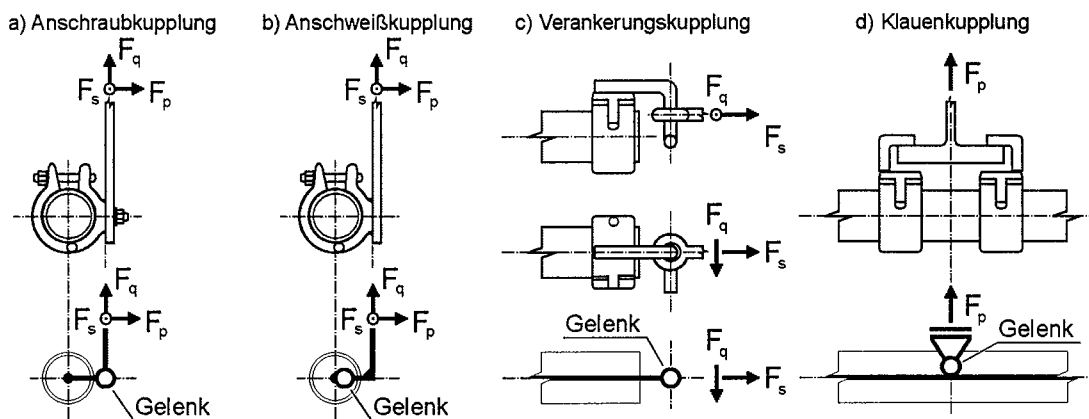 a) Anschraubkupplung
b) Anschweißkupplung
c) Verankerungskupplung
d) Klauenkupplung
Fq
Fs
Fp
Fq
Fs
Fp
Fq
Fs
Fp
Fq
Fs
Fq
Fs
Fp
Gelenk
Fq
Fs
Fp
Gelenk
Gelenk
Fq
Fs
Fp
Gelenk